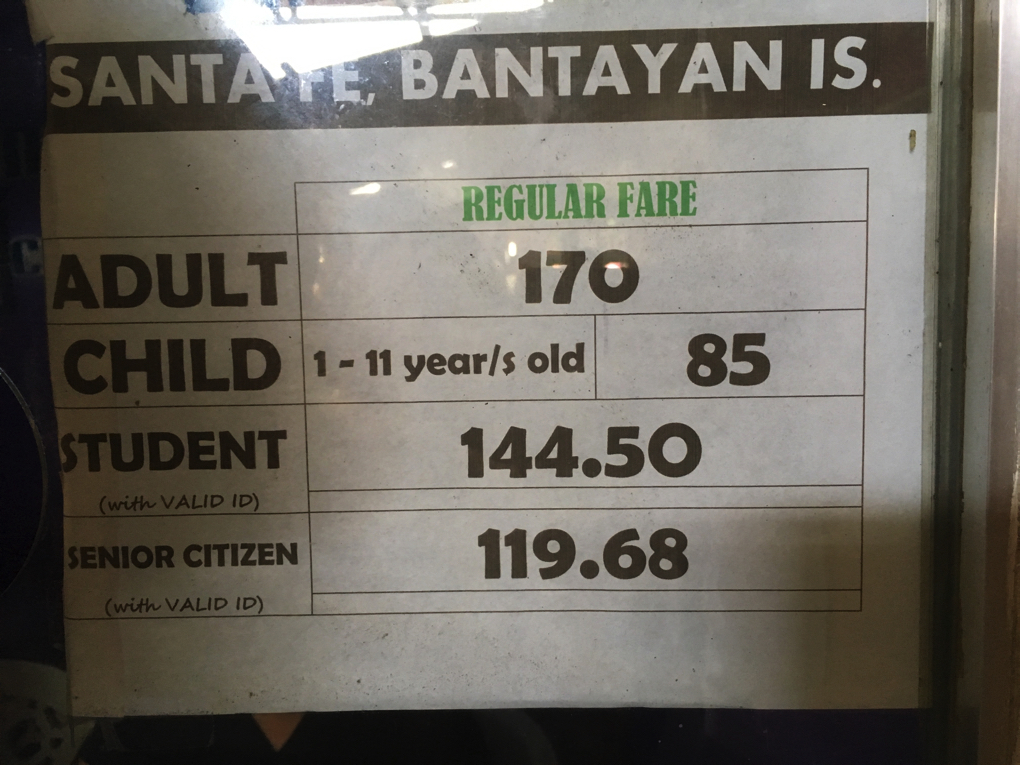 SANTA FE, BANTAYAN IS.
REGULAR FARE
ADULT 170
CHILD 1 - 11 year/s old 85
STUDENT 144.50
(with VALID ID)
SENIOR CITIZEN 119.68
(with VALID ID)